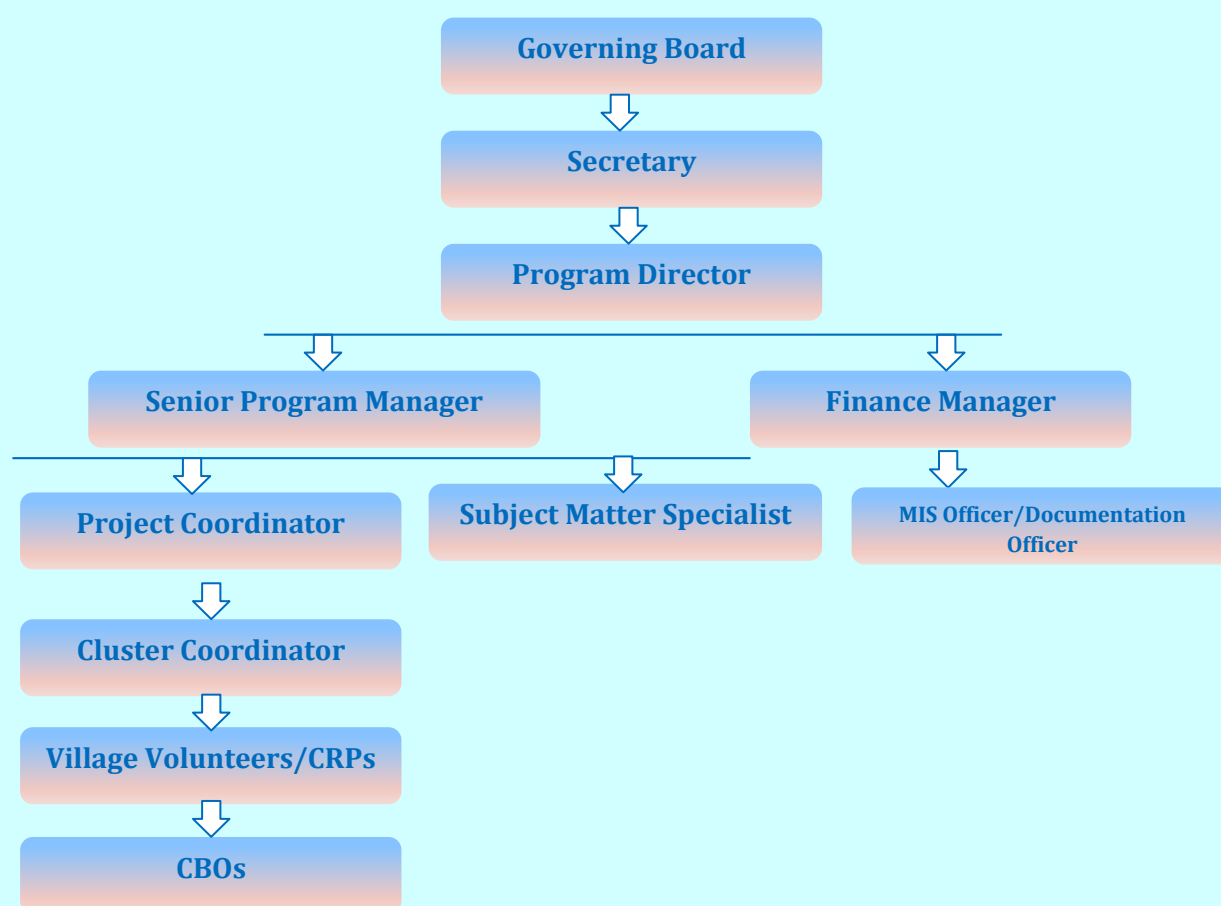 Governing Board
Secretary
Program Director
Senior Program Manager
Finance Manager
Project Coordinator
Subject Matter Specialist
MIS Officer/Documentation
Officer
Cluster Coordinator
Village Volunteers/CRPs
CBOs